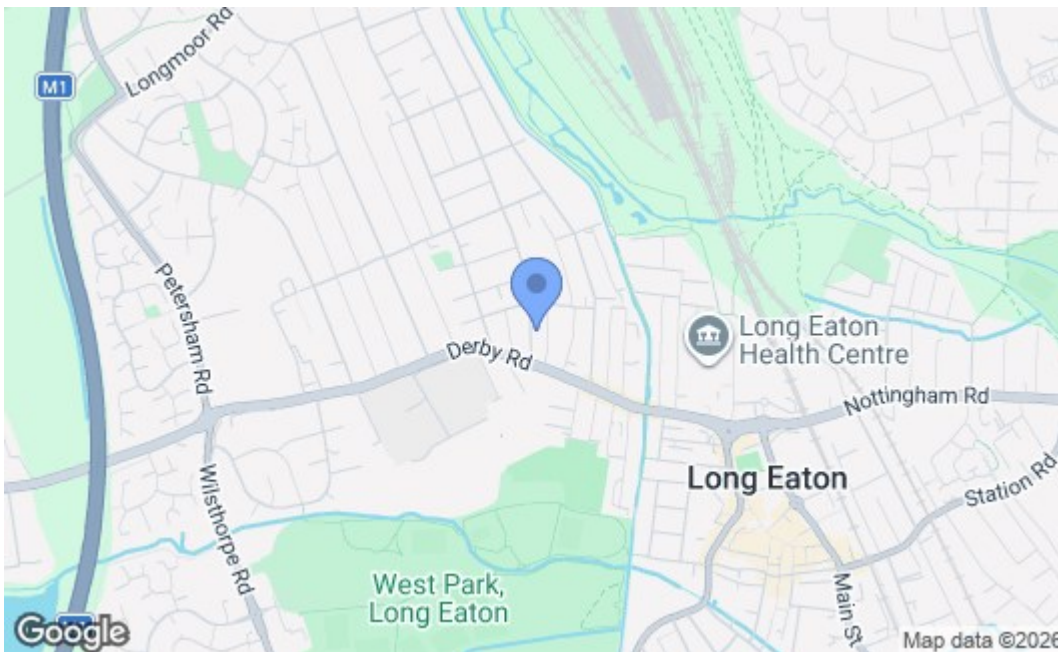 Longmoor Rd
M1
Petersham Rd
Derby Rd
Long Eaton
Health Centre
Nottingham Rd
Long Eaton
Station Rd
Wilsthorpe Rd
West Park,
Long Eaton
Main St
Google
Map data ©2026